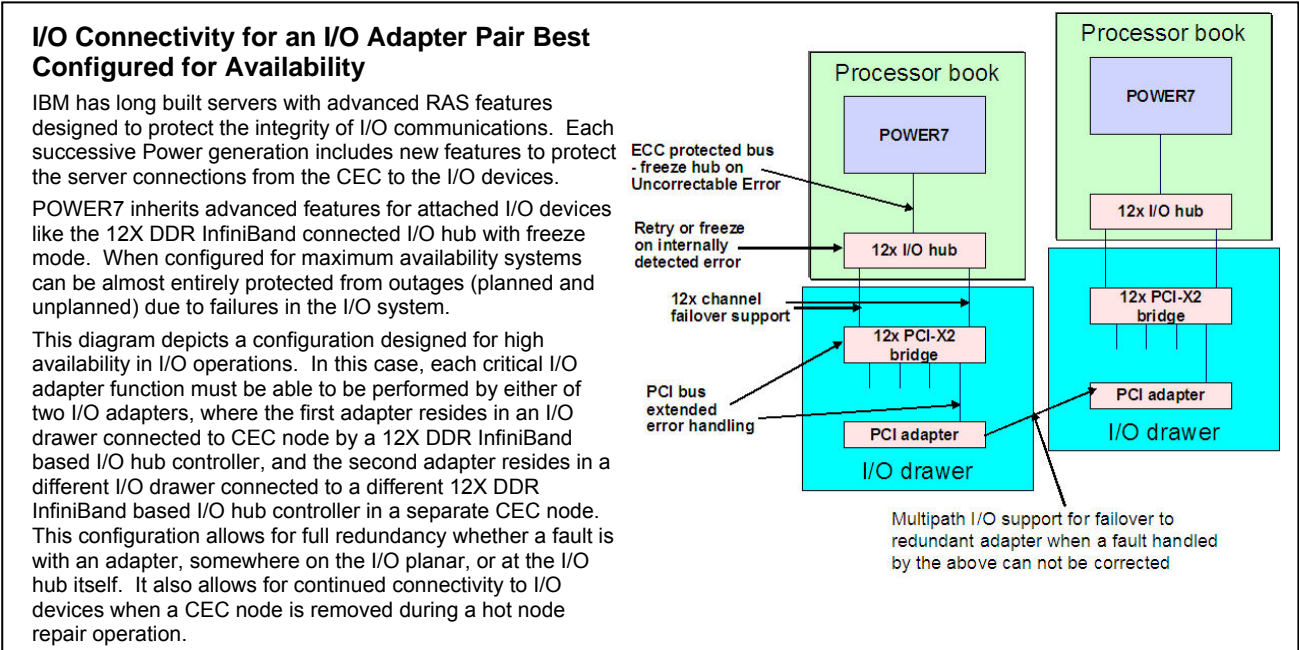 I/O Connectivity for an I/O Adapter Pair Best
Configured for Availability
IBM has long built servers with advanced RAS features
designed to protect the integrity of I/O communications.  Each
successive Power generation includes new features to protect
the server connections from the CEC to the I/O devices.
POWER7 inherits advanced features for attached I/O devices
like the 12X DDR InfiniBand connected I/O hub with freeze
mode.  When configured for maximum availability systems
can be almost entirely protected from outages (planned and
unplanned) due to failures in the I/O system.
This diagram depicts a configuration designed for high
availability in I/O operations.  In this case, each critical I/O
adapter function must be able to be performed by either of
two I/O adapters, where the first adapter resides in an I/O
drawer connected to CEC node by a 12X DDR InfiniBand
based I/O hub controller, and the second adapter resides in a
different I/O drawer connected to a different 12X DDR
InfiniBand based I/O hub controller in a separate CEC node.
This configuration allows for full redundancy whether a fault is
with an adapter, somewhere on the I/O planar, or at the I/O
hub itself.  It also allows for continued connectivity to I/O
devices when a CEC node is removed during a hot node
repair operation.
Processor book
POWER7
ECC protected bus
- freeze hub on
Uncorrectable Error
Retry or freeze
on internally
detected error
12x I/O hub
12x channel
failover support
12x PCI-X2
bridge
PCI bus
extended
error handling
PCI adapter
I/O drawer
Processor book
POWER7
12x I/O hub
12x PCI-X2
bridge
PCI adapter
I/O drawer
Multipath I/O support for failover to
redundant adapter when a fault handled
by the above can not be corrected